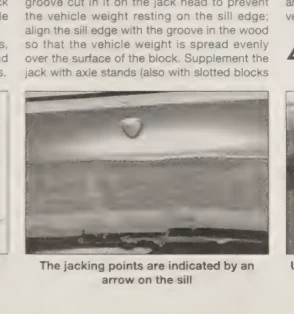 groove cut in it on the jack head to prevent
the vehicle weight resting on the sill edge;
align the sill edge with the groove in the wood
so that the vehicle weight is spread evenly
over the surface of the block. Supplement the
jack with axle stands (also with slotted blocks
The jacking points are indicated by an
arrow on the sill